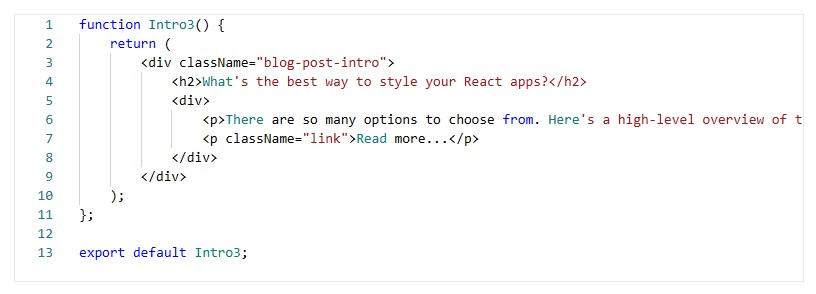 1 function Intro3() {
2     return (
3         <div className="blog-post-intro">
4             <h2>What's the best way to style your React apps?</h2>
5             <div>
6                 <p>There are so many options to choose from. Here's a high-level overview of t
7                 <p className="link">Read more...</p>
8             </div>
9         </div>
10     );
11 };
12
13 export default Intro3;